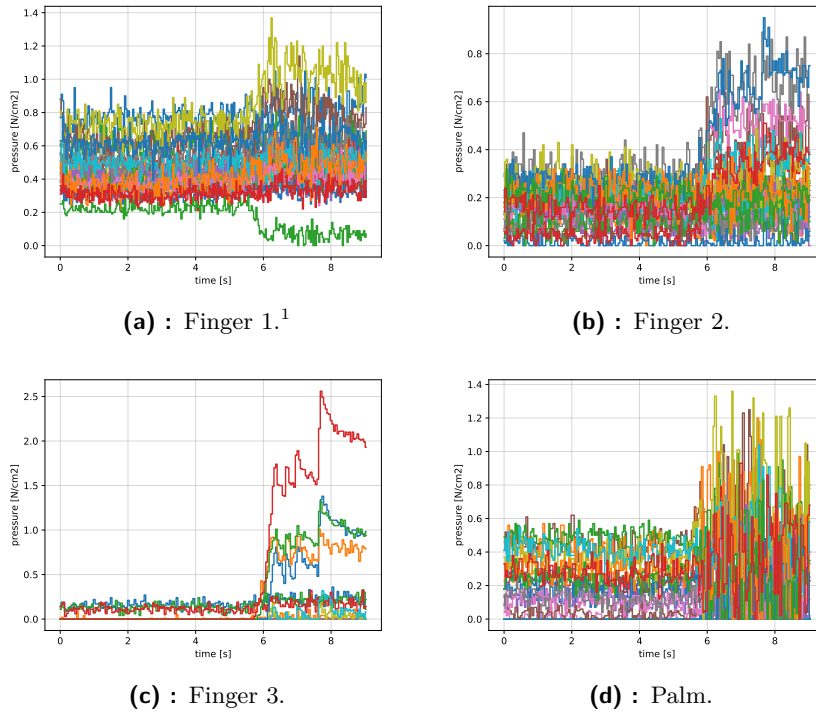 1.4
1.2
1.0
0.8
0.6
0.4
0.2
0.0
pressure [N/cm2]
0 2 4 6 8
time [s]
(a) : Finger 1.¹
0.8
0.6
0.4
0.2
0.0
pressure [N/cm2]
0 2 4 6 8
time [s]
(b) : Finger 2.
2.5
2.0
1.5
1.0
0.5
0.0
pressure [N/cm2]
0 2 4 6 8
time [s]
(c) : Finger 3.
1.4
1.2
1.0
0.8
0.6
0.4
0.2
0.0
pressure [N/cm2]
0 2 4 6 8
time [s]
(d) : Palm.